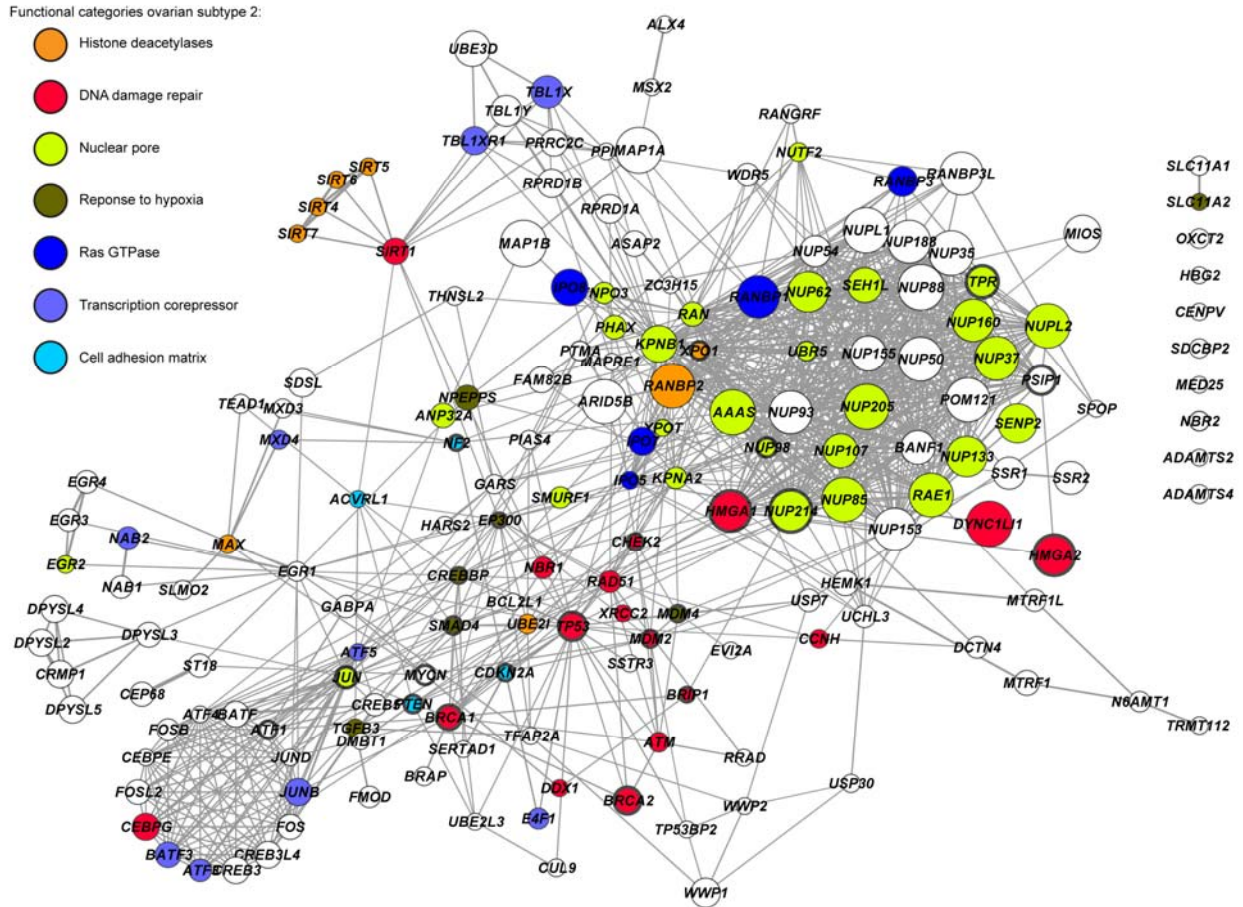 Functional categories ovarian subtype 2:
Histone deacetylases
DNA damage repair
Nuclear pore
Reponse to hypoxia
Ras GTPase
Transcription corepressor
Cell adhesion matrix
ALX4
UBE3D
MSX2
TBL1X
TBL1Y
RANGRF
TBL1XR1
PRRC2C
NUTF2
PPI
MAP1A
SIRT5
SIRT6
RPRD1B
WDR5
RANBP3
RANBP3L
SLC11A1
SIRT4
SLC11A2
SIRT7
RPRD1A
SIRT1
MAP1B
ASAP2
NUP54
NUPL1
NUP188
NUP35
MIOS
OXCT2
THNSL2
NPO3
ZC3H15
RANBP1
NUP62
SEH1L
NUP88
TPR
HBG2
PHAX
RAN
NUP160
NUPL2
CENPV
KPNB1
XPO1
UBR5
NUP155
NUP50
NUP37
PTMA
MAPRE1
SDCBP2
SDSL
FAM82B
RANBP2
PSIP1
MED25
TEAD1
MXD3
NPEPPS
ARID5B
AAAS
NUP93
NUP205
POM121
SPOP
ANP32A
SENP2
NBR2
MXD4
NF2
PIAS4
XPOT
IPO7
NUP98
NUP107
BANF1
NUP133
ADAMTS2
EGR4
GARS
IPO5
KPNA2
SSR1
SSR2
ACVRL1
SMURF1
NUP85
RAE1
ADAMTS4
EGR3
HARS2
EP300
HMGA1
NUP214
NUP153
DYNC1LI1
NAB2
MAX
CHEK2
HMGA2
EGR2
EGR1
CREBBP
NBR1
RAD51
NAB1
SLMO2
HEMK1
DPYSL4
GABPA
BCL2L1
XRCC2
MDM4
USP7
UCHL3
MTRF1L
DPYSL2
DPYSL3
SMAD4
UBE2I
TP53
MDM2
CCNH
CRMP1
ST18
ATF5
SSTR3
EVI2A
DCTN4
CEP68
JUN
MYCN
CDKN2A
MTRF1
DPYSL5
CREB5
PTEN
BRIP1
N6AMT1
ATF4
BATF
BRCA1
FOSB
ATF1
TGFB3
DMBT1
TFAP2A
TRMT112
CEBPE
JUND
SERTAD1
ATM
RRAD
FOSL2
JUNB
FMOD
BRAP
DDX1
BRCA2
USP30
CEBPG
FOS
UBE2L3
E4F1
TP53BP2
WWP2
BATF3
CREB3L4
CREB3
CUL9
WWP1